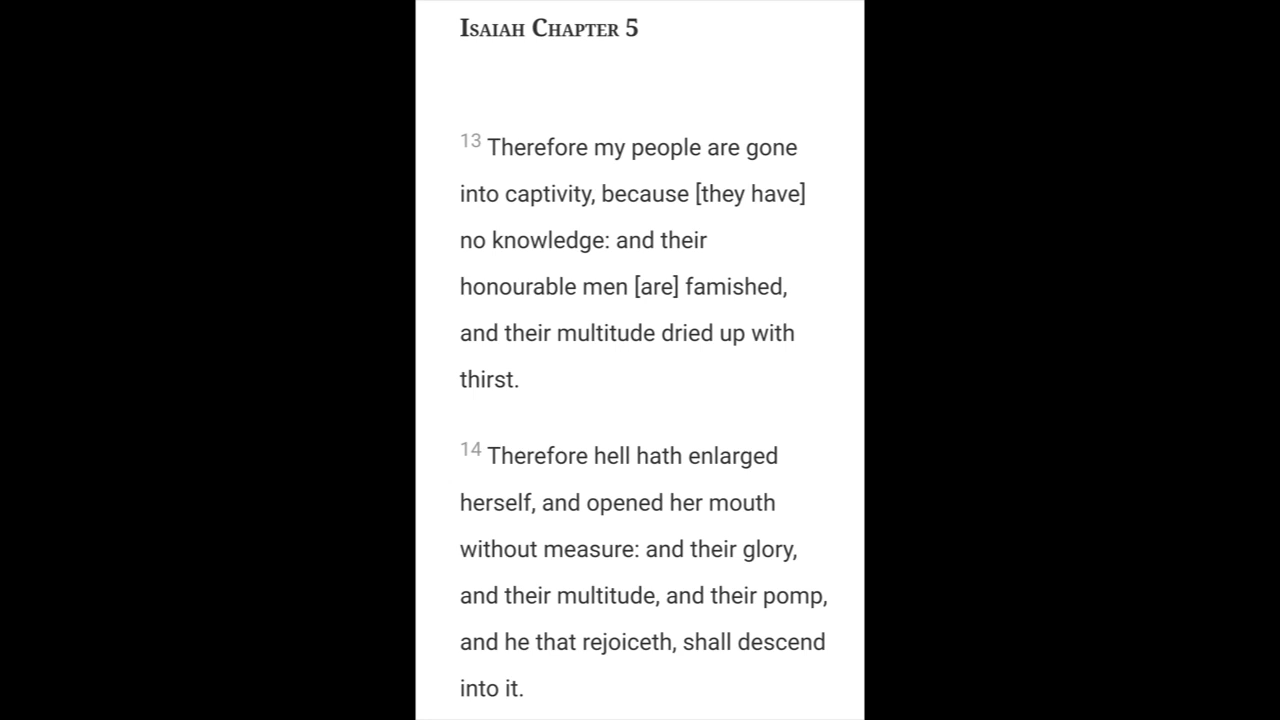 Isaiah Chapter 5
13 Therefore my people are gone
into captivity, because [they have]
no knowledge: and their
honourable men [are] famished,
and their multitude dried up with
thirst.
14 Therefore hell hath enlarged
herself, and opened her mouth
without measure: and their glory,
and their multitude, and their pomp,
and he that rejoiceth, shall descend
into it.